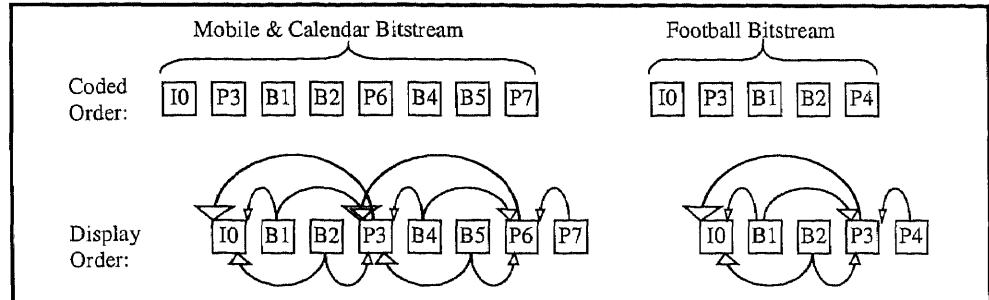 Mobile & Calendar Bitstream
Football Bitstream
Coded Order:
I0 P3 B1 B2 P6 B4 B5 P7
I0 P3 B1 B2 P4
Display Order:
I0 B1 B2 P3 B4 B5 P6 P7
I0 B1 B2 P3 P4